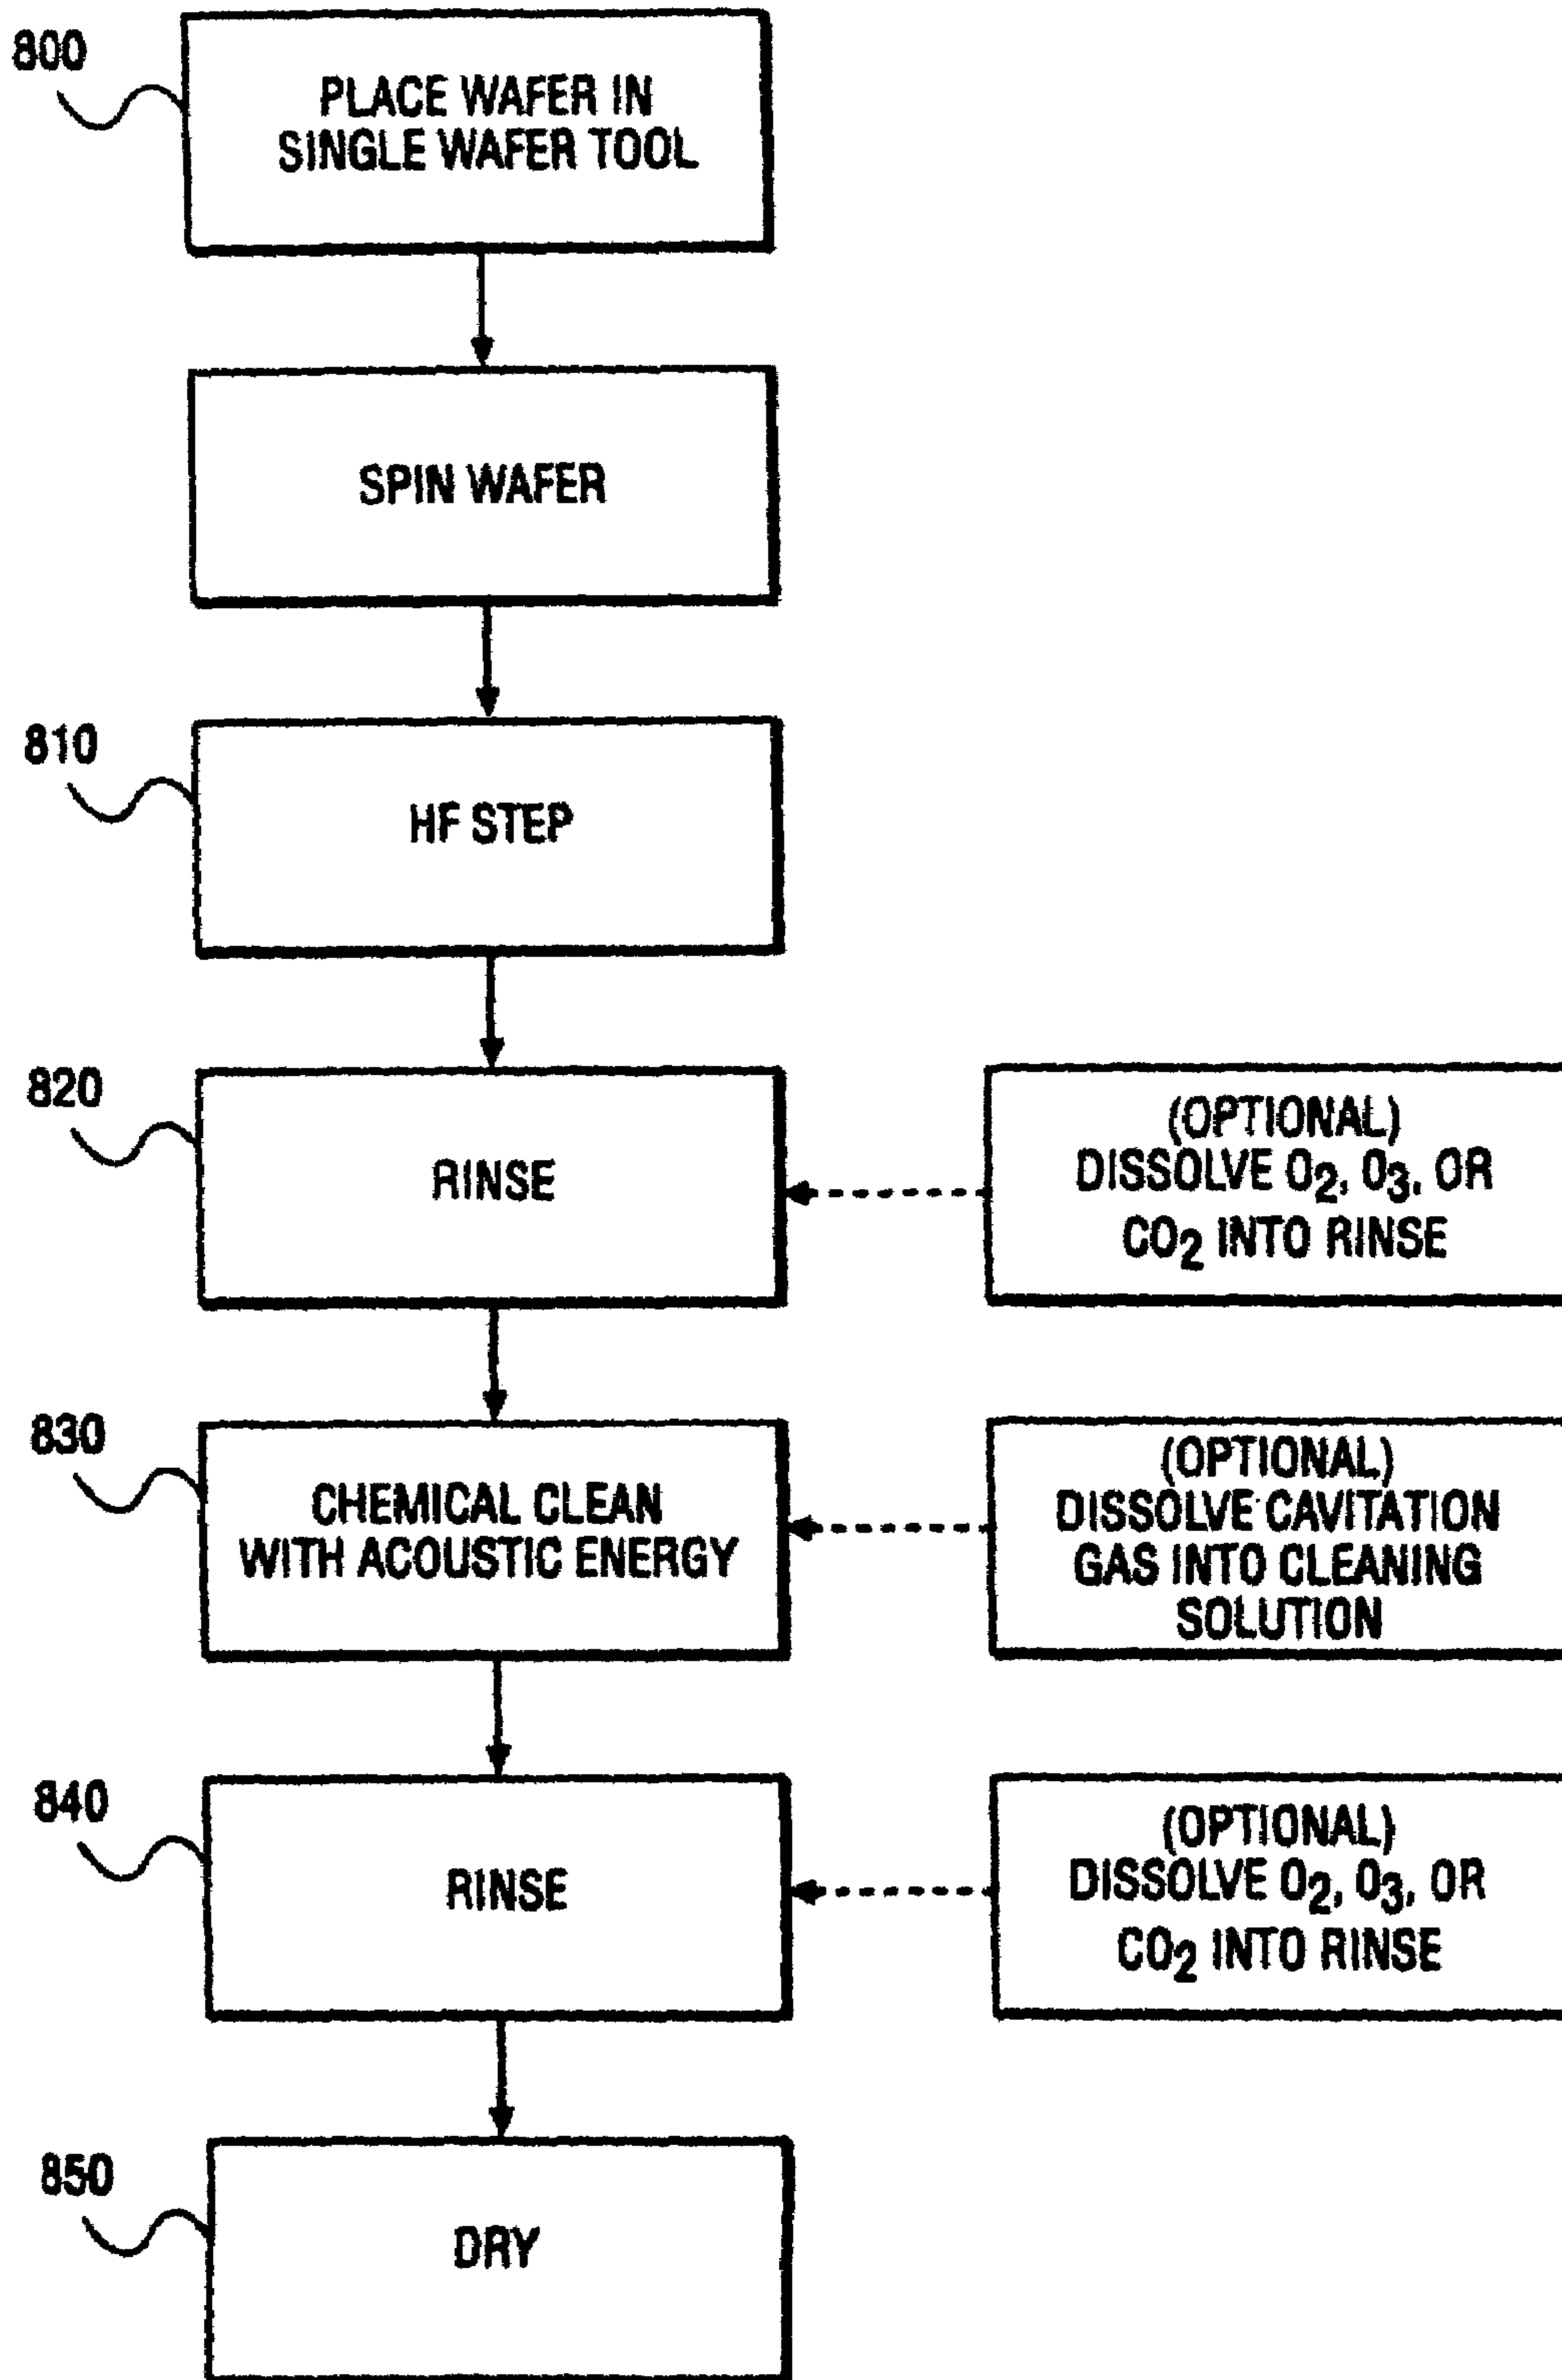 800
PLACE WAFER IN
SINGLE WAFER TOOL
SPIN WAFER
810
HF STEP
820
RINSE
(OPTIONAL)
DISSOLVE O₂, O₃, OR
CO₂ INTO RINSE
830
CHEMICAL CLEAN
WITH ACOUSTIC ENERGY
(OPTIONAL)
DISSOLVE CAVITATION
GAS INTO CLEANING
SOLUTION
840
RINSE
(OPTIONAL)
DISSOLVE O₂, O₃, OR
CO₂ INTO RINSE
850
DRY